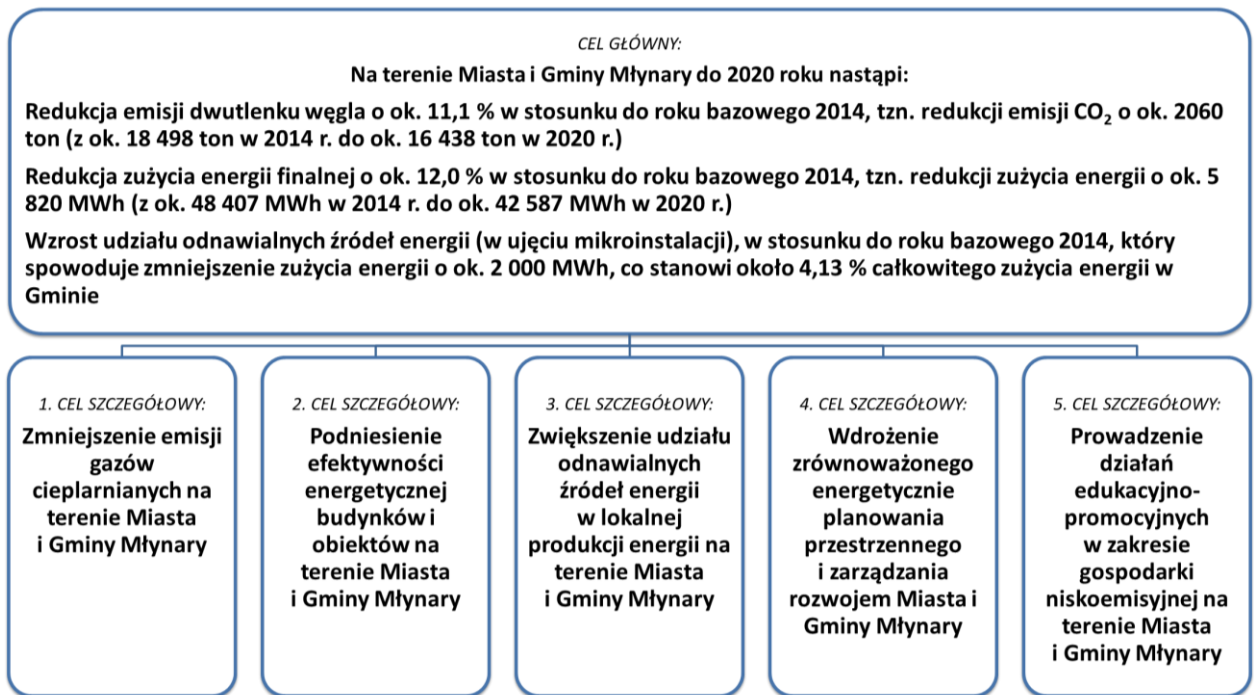 CEL GŁÓWNY:
Na terenie Miasta i Gminy Młynary do 2020 roku nastąpi:
Redukcja emisji dwutlenku węgla o ok. 11,1 % w stosunku do roku bazowego 2014, tzn. redukcji emisji CO₂ o ok. 2060
ton (z ok. 18 498 ton w 2014 r. do ok. 16 438 ton w 2020 r.)
Redukcja zużycia energii finalnej o ok. 12,0 % w stosunku do roku bazowego 2014, tzn. redukcji zużycia energii o ok. 5
820 MWh (z ok. 48 407 MWh w 2014 r. do ok. 42 587 MWh w 2020 r.)
Wzrost udziału odnawialnych źródeł energii (w ujęciu mikroinstalacji), w stosunku do roku bazowego 2014, który
spowoduje zmniejszenie zużycia energii o ok. 2 000 MWh, co stanowi około 4,13 % całkowitego zużycia energii w
Gminie
1. CEL SZCZEGÓŁOWY:
Zmniejszenie emisji
gazów
cieplarnianych na
terenie Miasta
i Gminy Młynary
2. CEL SZCZEGÓŁOWY:
Podniesienie
efektywności
energetycznej
budynków i
obiektów na
terenie Miasta
i Gminy Młynary
3. CEL SZCZEGÓŁOWY:
Zwiększenie udziału
odnawialnych
źródeł energii
w lokalnej
produkcji energii na
terenie Miasta
i Gminy Młynary
4. CEL SZCZEGÓŁOWY:
Wdrożenie
zrównoważonego
energetycznie
planowania
przestrzennego
i zarządzania
rozwojem Miasta i
Gminy Młynary
5. CEL SZCZEGÓŁOWY:
Prowadzenie
działań
edukacyjno-
promocyjnych
w zakresie
gospodarki
niskoemisyjnej na
terenie Miasta
i Gminy Młynary